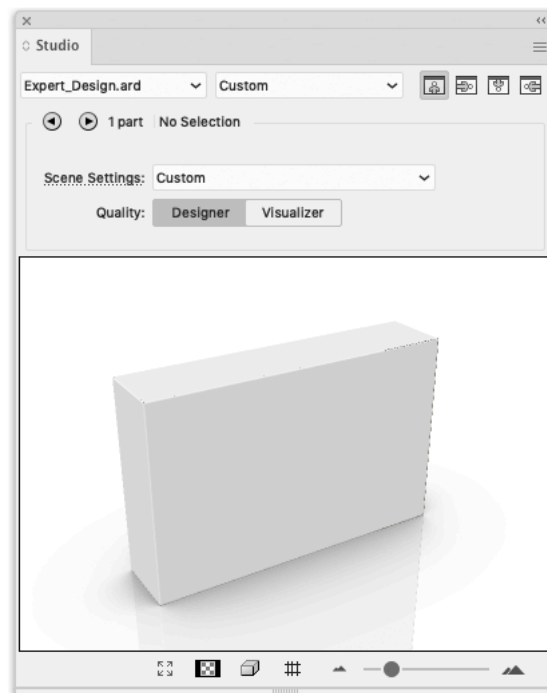 Studio
Expert_Design.ard Custom
1 part No Selection
Scene Settings: Custom
Quality: Designer Visualizer